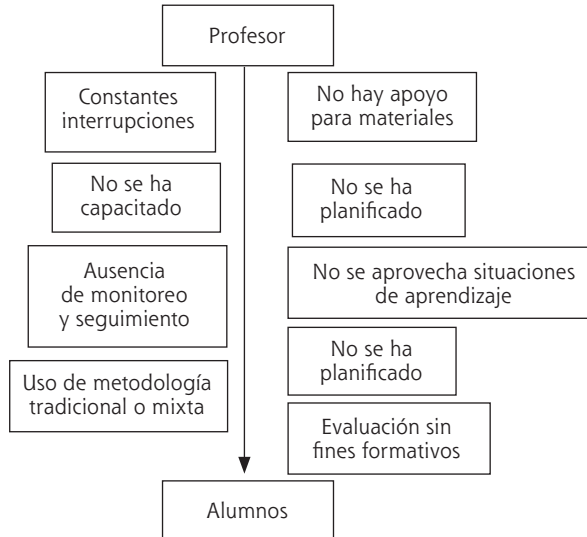 Profesor
Constantes
interrupciones
No hay apoyo
para materiales
No se ha
capacitado
No se ha
planificado
Ausencia
de monitoreo
y seguimiento
No se aprovecha situaciones
de aprendizaje
Uso de metodología
tradicional o mixta
No se ha
planificado
Evaluación sin
fines formativos
Alumnos